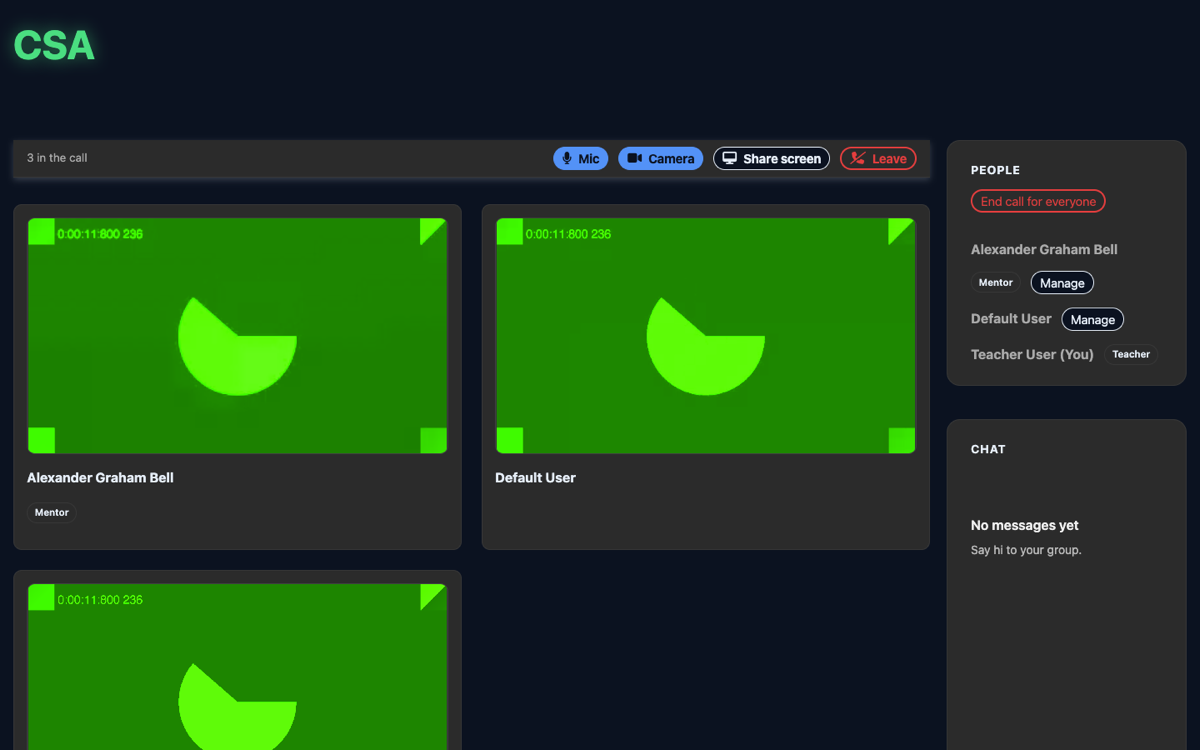 CSA
3 in the call
Mic
Camera
Share screen
Leave
0:00:11:800 236
Alexander Graham Bell
Mentor
0:00:11:800 236
Default User
0:00:11:800 236
PEOPLE
End call for everyone
Alexander Graham Bell
Mentor
Manage
Default User
Manage
Teacher User (You)
Teacher
CHAT
No messages yet
Say hi to your group.